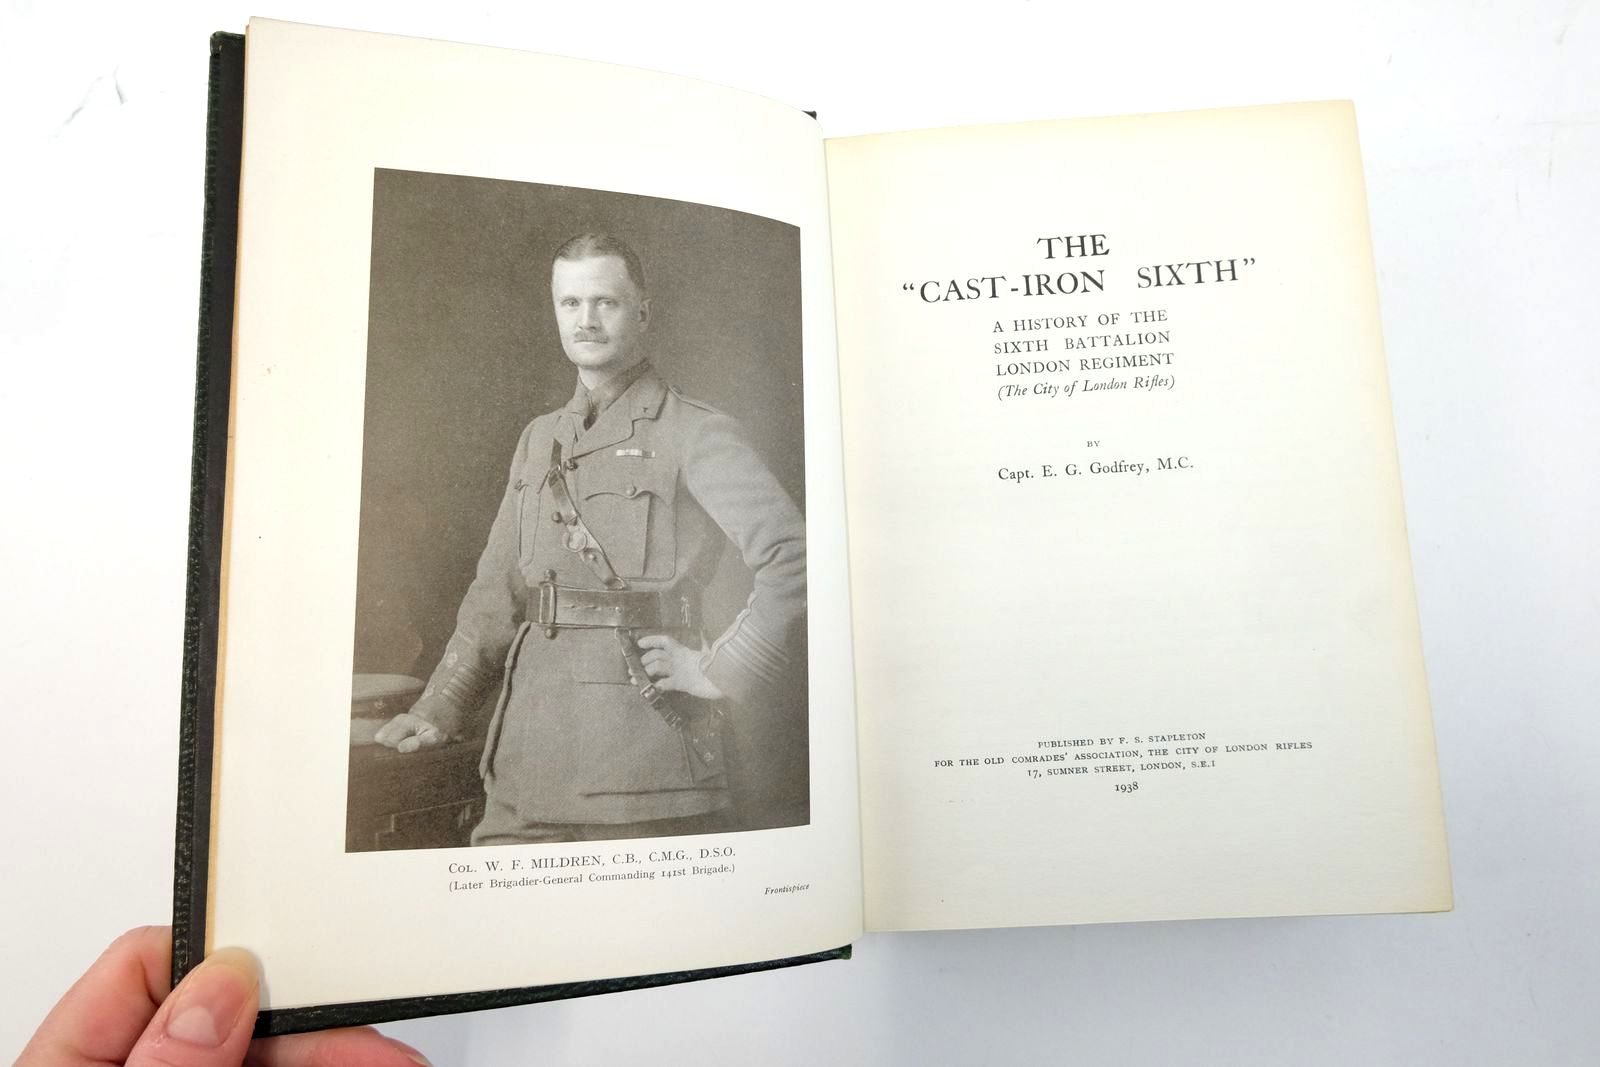 COL. W. F. MILDREN, C.B., C.M.G., D.S.O.
(Later Brigadier-General Commanding 141st Brigade.)
Frontispiece
THE
“CAST-IRON SIXTH”
A HISTORY OF THE
SIXTH BATTALION
LONDON REGIMENT
(The City of London Rifles)
BY
Capt. E. G. Godfrey, M.C.
PUBLISHED BY F. S. STAPLETON
FOR THE OLD COMRADES' ASSOCIATION, THE CITY OF LONDON RIFLES
17, SUMNER STREET, LONDON, S.E.1
1938